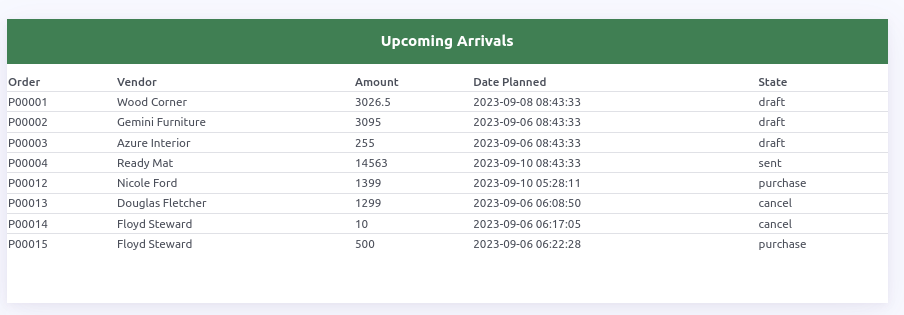 Upcoming Arrivals
Order Vendor Amount Date Planned State
P00001 Wood Corner 3026.5 2023-09-08 08:43:33 draft
P00002 Gemini Furniture 3095 2023-09-06 08:43:33 draft
P00003 Azure Interior 255 2023-09-06 08:43:33 draft
P00004 Ready Mat 14563 2023-09-10 08:43:33 sent
P00012 Nicole Ford 1399 2023-09-10 05:28:11 purchase
P00013 Douglas Fletcher 1299 2023-09-06 06:08:50 cancel
P00014 Floyd Steward 10 2023-09-06 06:17:05 cancel
P00015 Floyd Steward 500 2023-09-06 06:22:28 purchase